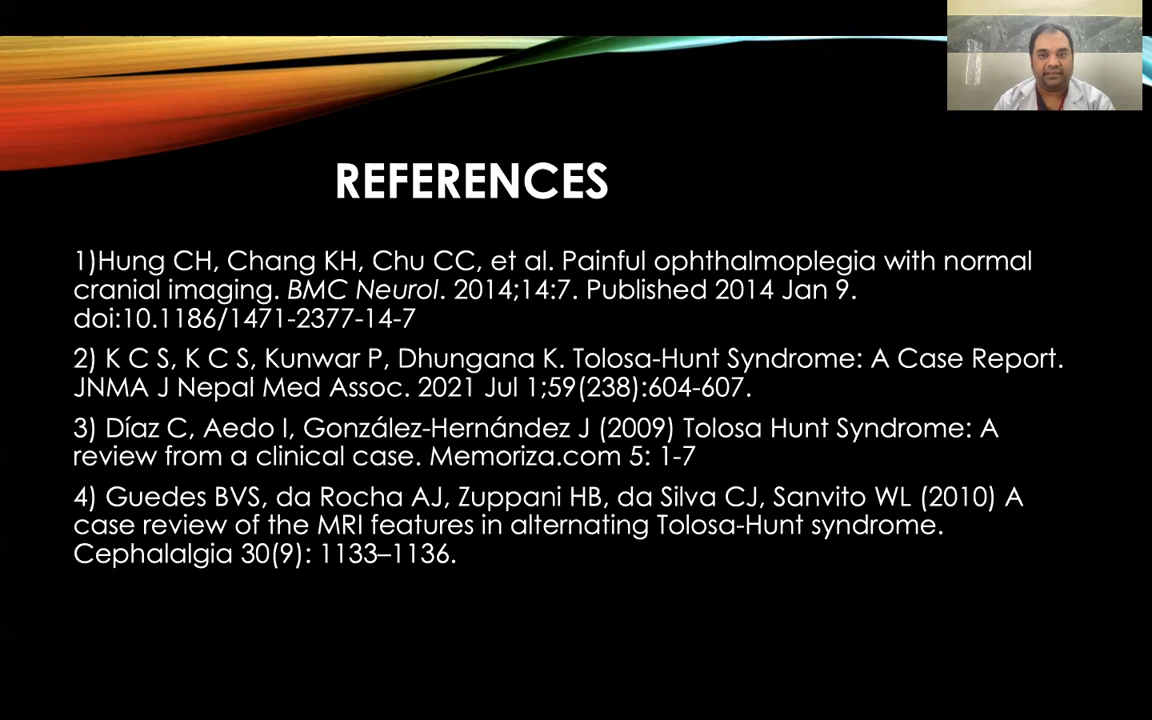 REFERENCES
1)Hung CH, Chang KH, Chu CC, et al. Painful ophthalmoplegia with normal
cranial imaging. BMC Neurol. 2014;14:7. Published 2014 Jan 9.
doi:10.1186/1471-2377-14-7
2) K C S, K C S, Kunwar P, Dhungana K. Tolosa-Hunt Syndrome: A Case Report.
JNMA J Nepal Med Assoc. 2021 Jul 1;59(238):604-607.
3) Díaz C, Aedo I, González-Hernández J (2009) Tolosa Hunt Syndrome: A
review from a clinical case. Memoriza.com 5: 1-7
4) Guedes BVS, da Rocha AJ, Zuppani HB, da Silva CJ, Sanvito WL (2010) A
case review of the MRI features in alternating Tolosa-Hunt syndrome.
Cephalalgia 30(9): 1133–1136.